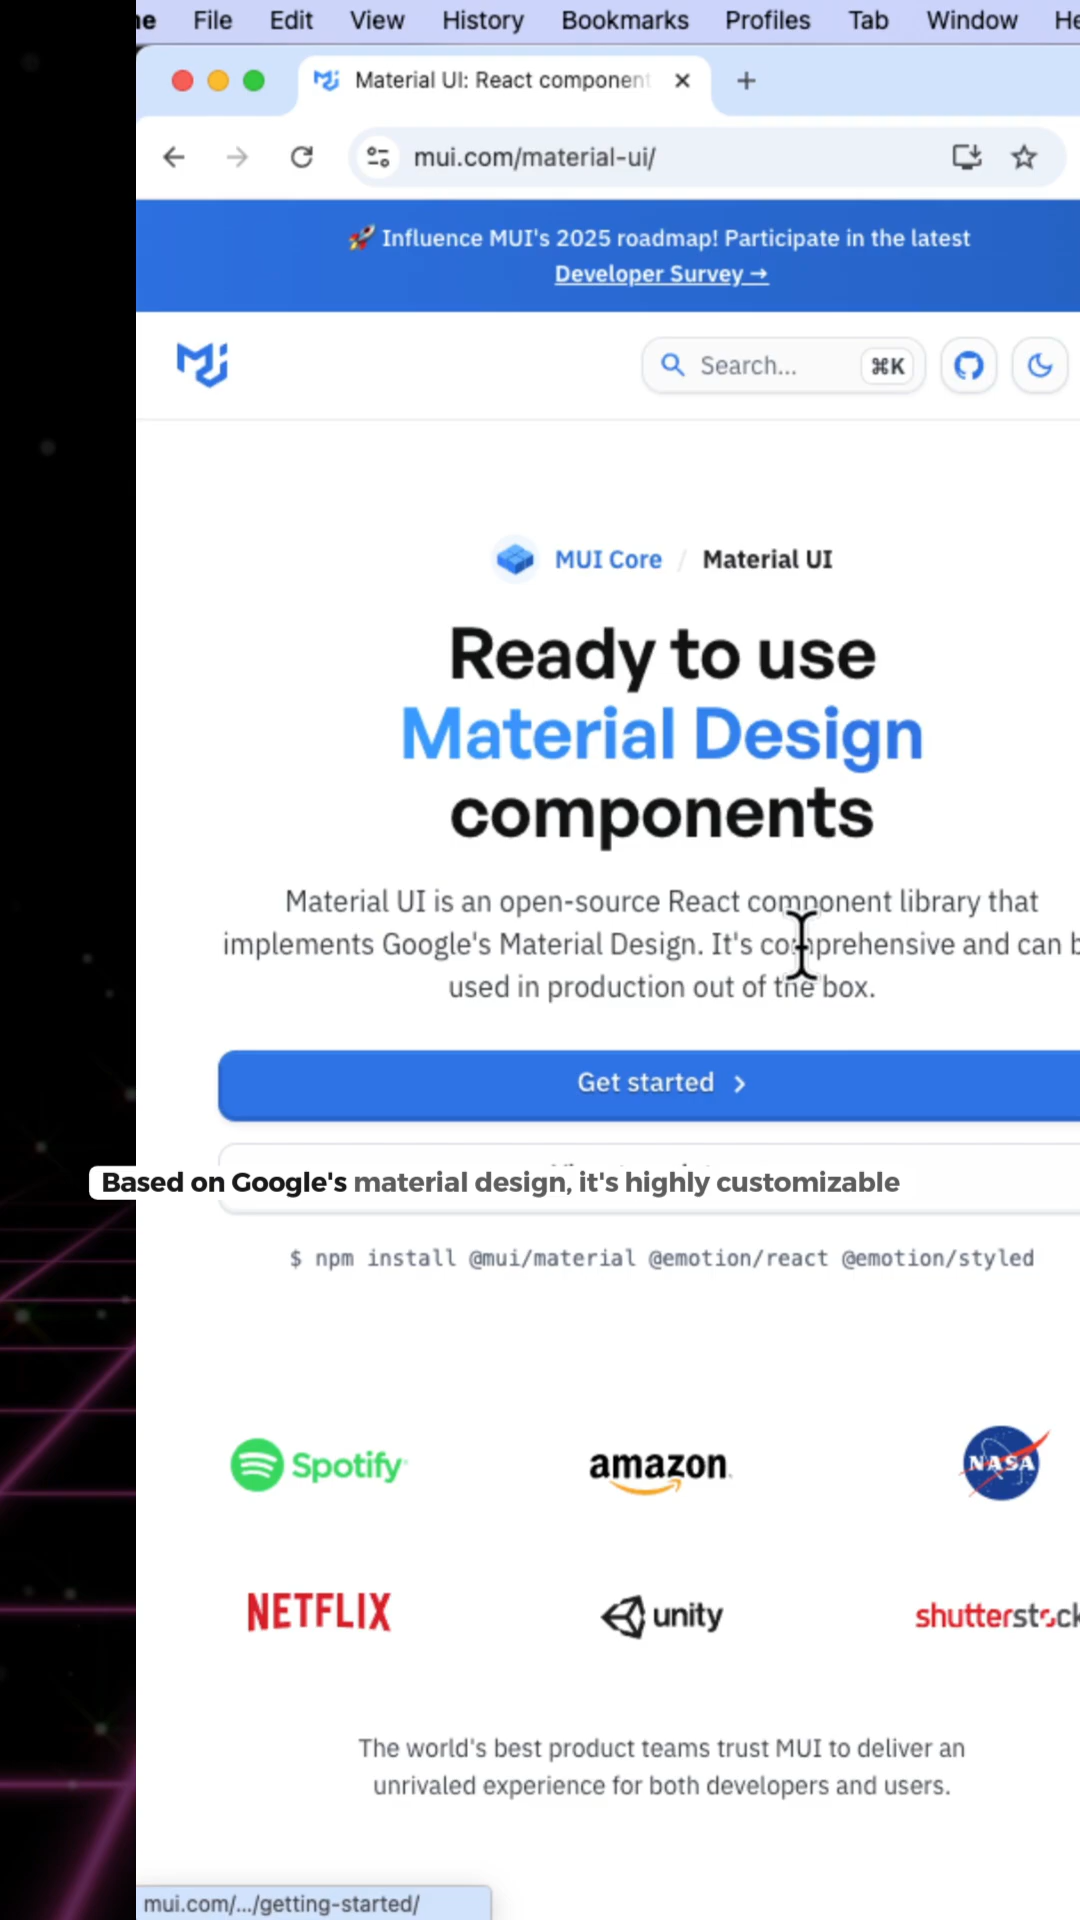 File Edit View History Bookmarks Profiles Tab Window
Material UI: React component
mui.com/material-ui/
🚀 Influence MUI's 2025 roadmap! Participate in the latest
Developer Survey →
Search... ⌘K
MUI Core / Material UI
Ready to use
Material Design
components
Material UI is an open-source React component library that
implements Google's Material Design. It's comprehensive and can
used in production out of the box.
Get started
Based on Google's material design, it's highly customizable
$ npm install @mui/material @emotion/react @emotion/styled
Spotify amazon NASA
NETFLIX unity shutterstock
The world's best product teams trust MUI to deliver an
unrivaled experience for both developers and users.
mui.com/.../getting-started/